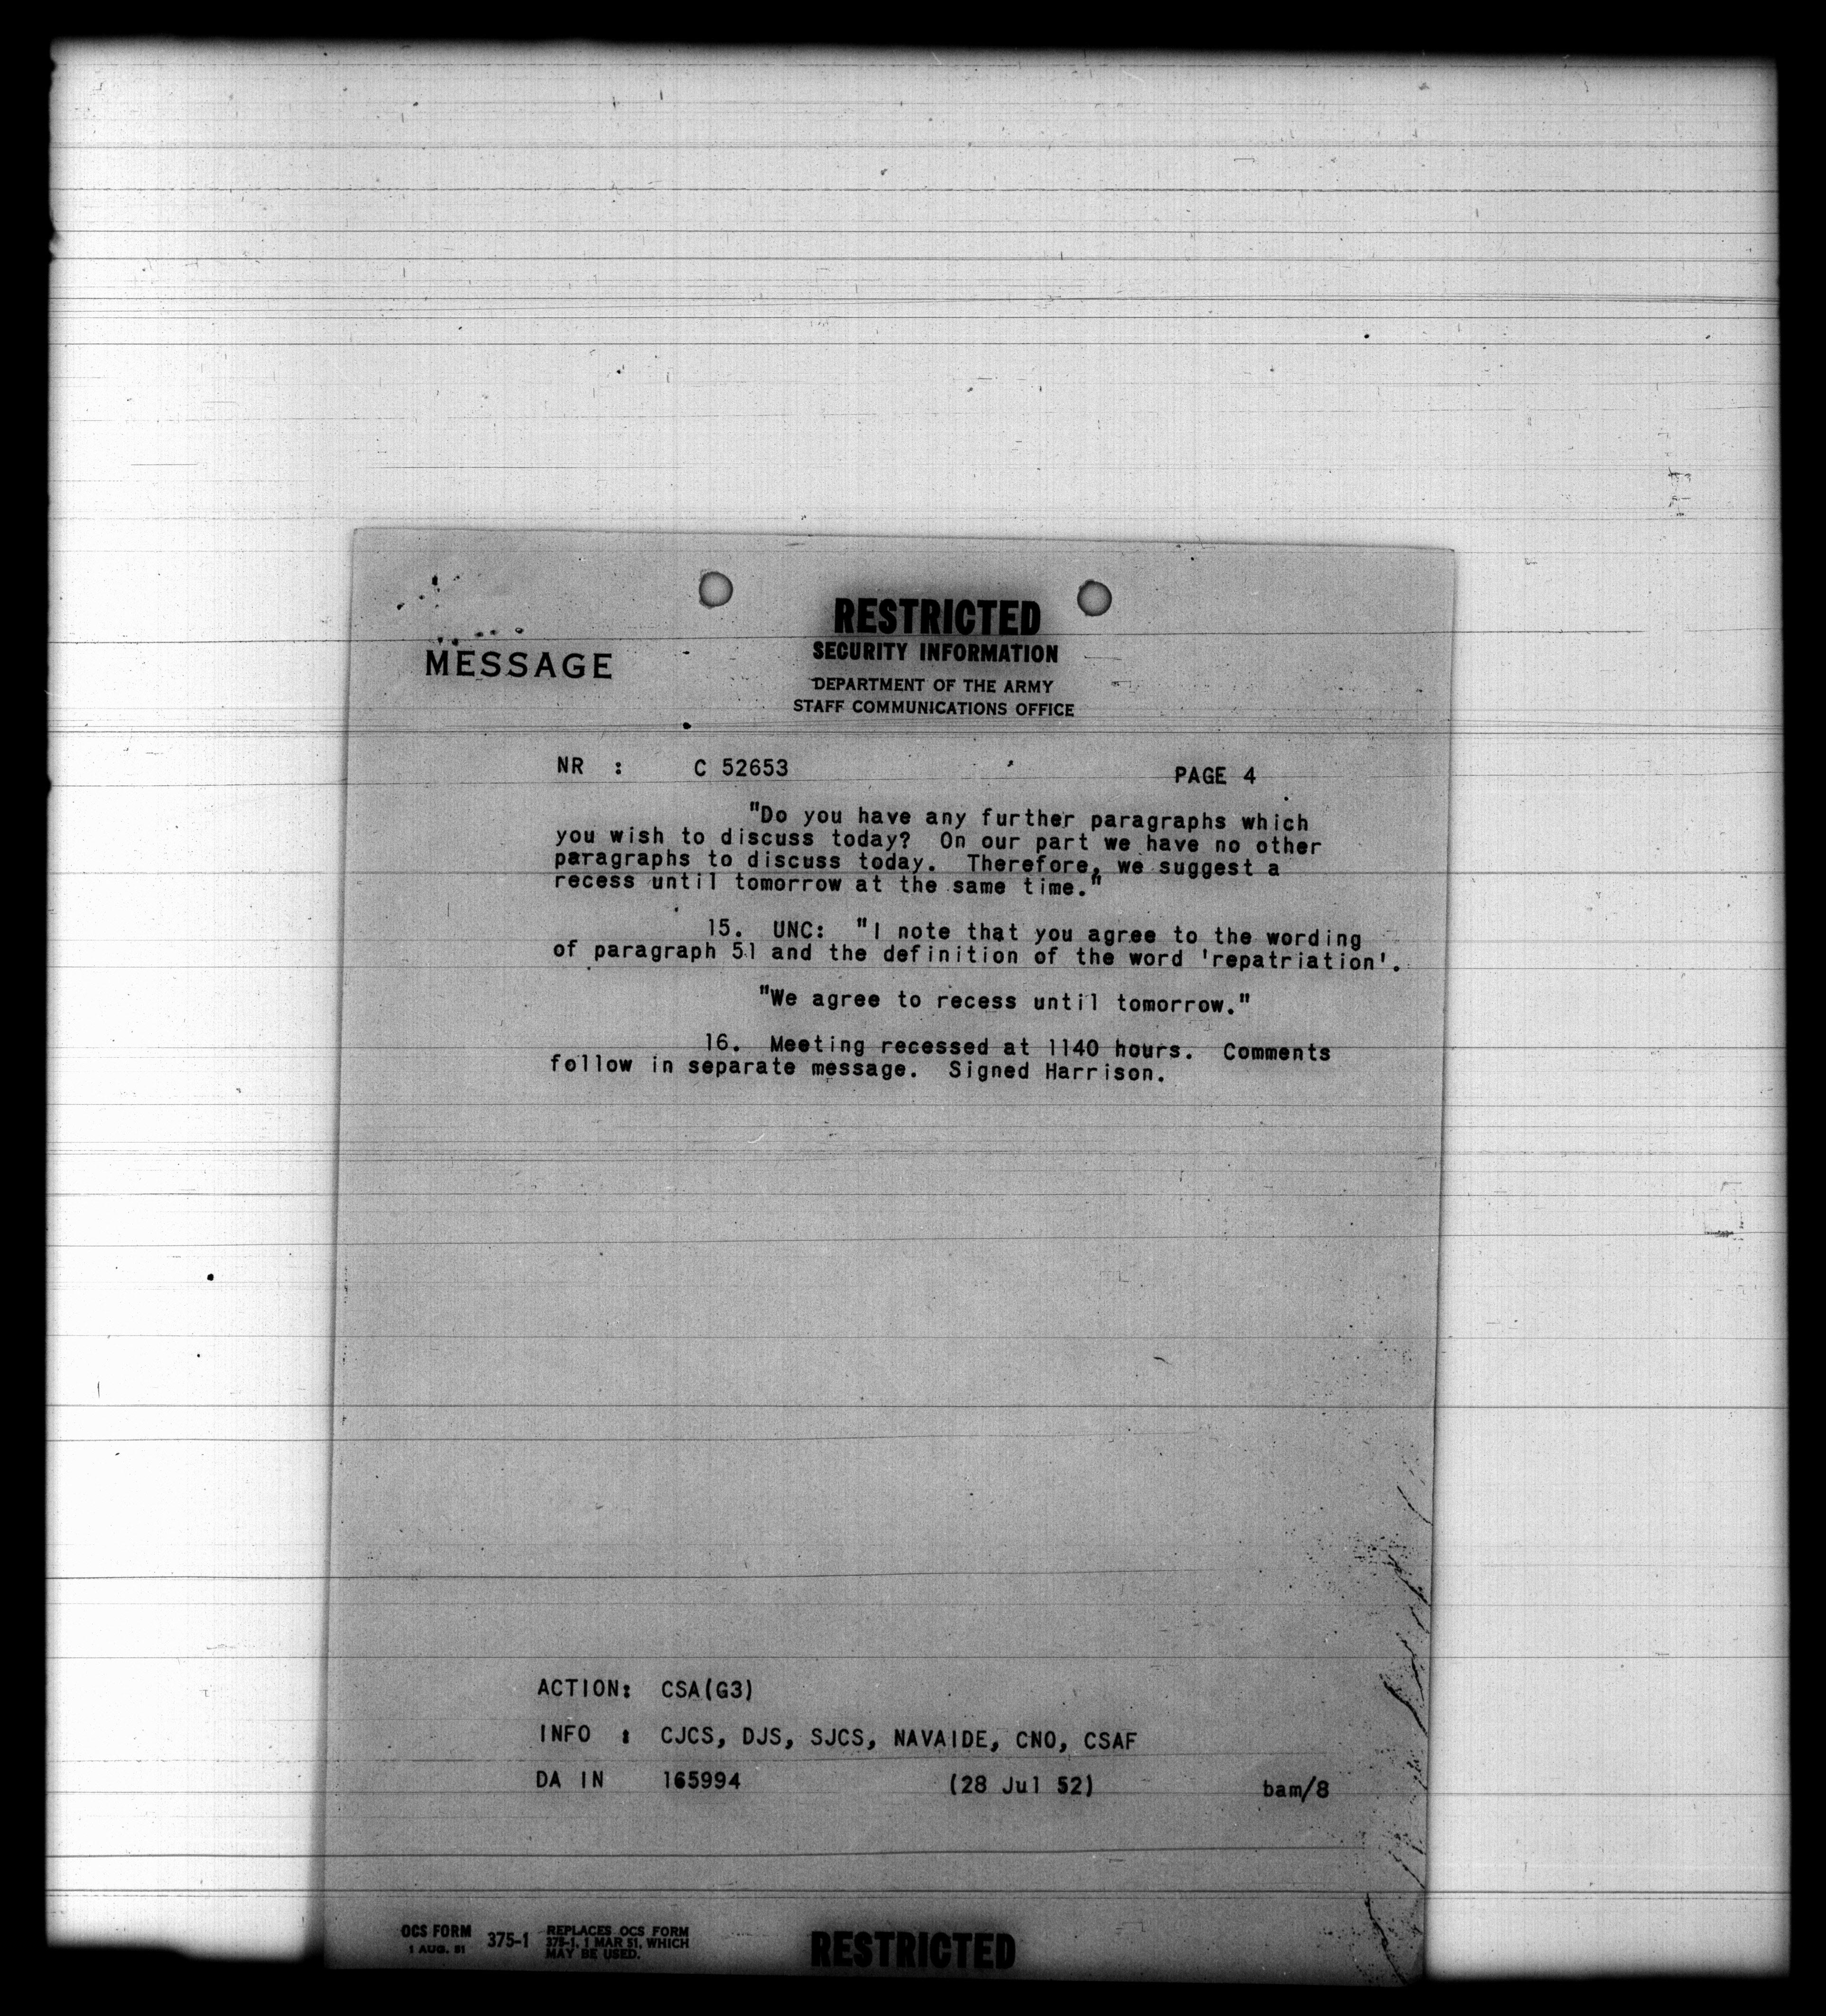 RESTRICTED
SECURITY INFORMATION
MESSAGE
DEPARTMENT OF THE ARMY
STAFF COMMUNICATIONS OFFICE
NR : C 52653 PAGE 4
"Do you have any further paragraphs which
you wish to discuss today? On our part we have no other
paragraphs to discuss today. Therefore, we suggest a
recess until tomorrow at the same time."
15. UNC: "I note that you agree to the wording
of paragraph 51 and the definition of the word 'repatriation'.
"We agree to recess until tomorrow."
16. Meeting recessed at 1140 hours. Comments
follow in separate message. Signed Harrison.
ACTION: CSA(G3)
INFO : CJCS, DJS, SJCS, NAVAIDE, CNO, CSAF
DA IN 165994 (28 Jul 52) bam/8
OCS FORM 375-1 REPLACES OCS FORM
1 AUG. 51 375-1, 1 MAR 51, WHICH
MAY BE USED.
RESTRICTED